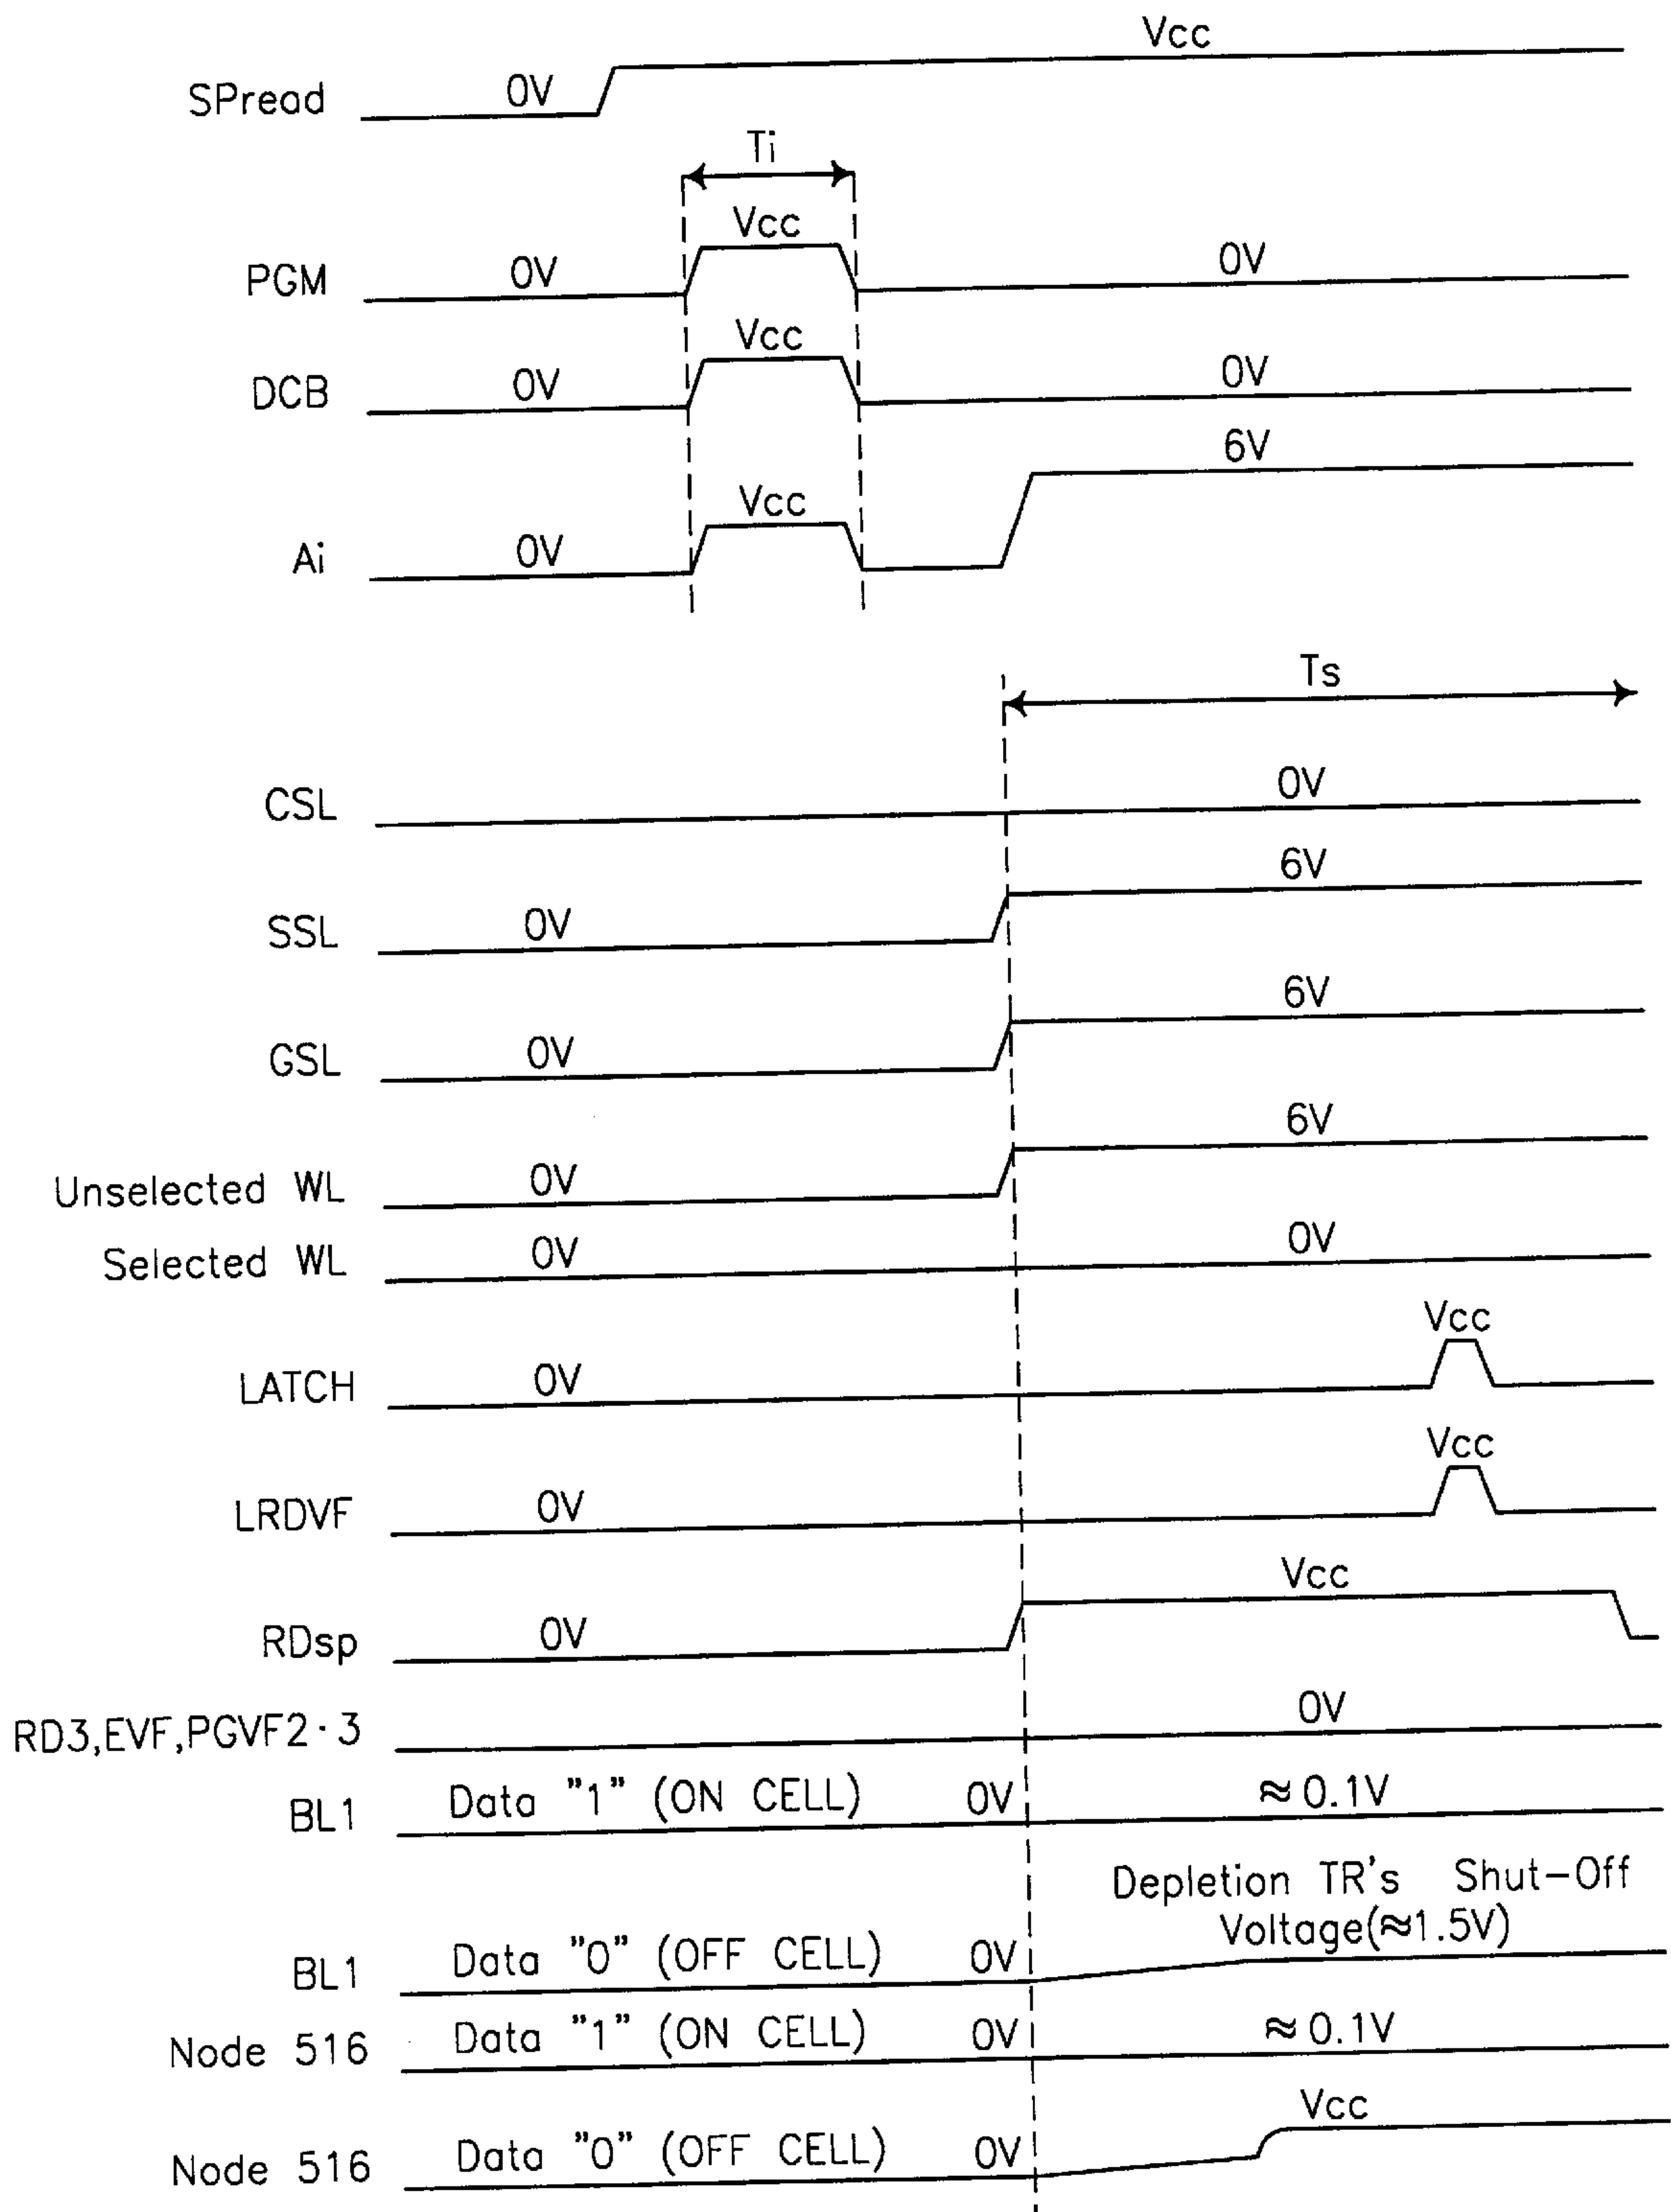 Vcc
SPread 0V
Ti
Vcc
PGM 0V 0V
Vcc
DCB 0V 0V
6V
Vcc
Ai 0V
Ts
CSL 0V
6V
SSL 0V
6V
GSL 0V
6V
Unselected WL 0V
Selected WL 0V 0V
Vcc
LATCH 0V
Vcc
LRDVF 0V
Vcc
RDsp 0V
RD3,EVF,PGVF2·3 0V
BL1 Data "1" (ON CELL) 0V ≈0.1V
Depletion TR's Shut-Off
Voltage(≈1.5V)
BL1 Data "0" (OFF CELL) 0V
Node 516 Data "1" (ON CELL) 0V ≈0.1V
Vcc
Node 516 Data "0" (OFF CELL) 0V